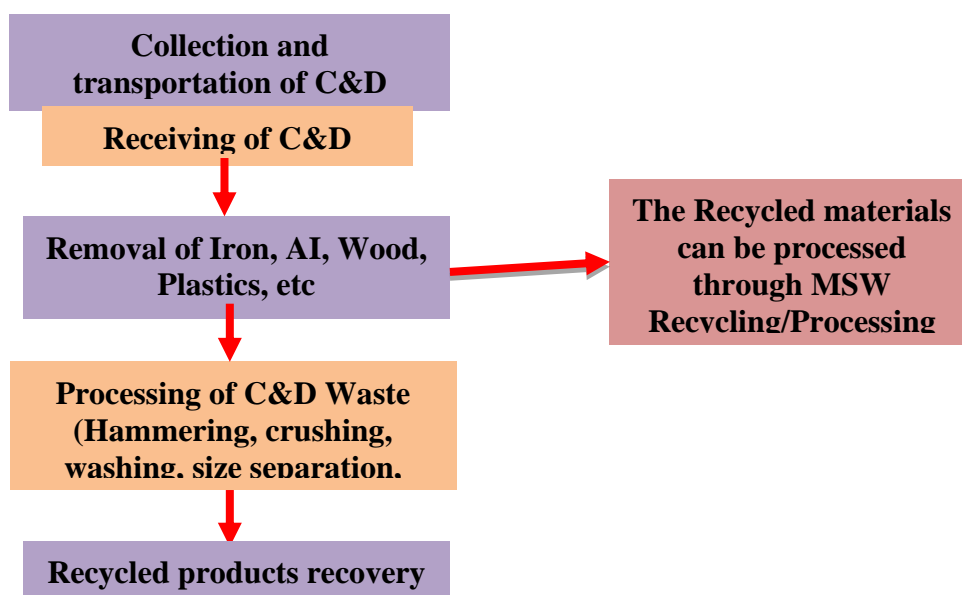 Collection and
transportation of C&D
Receiving of C&D
Removal of Iron, AI, Wood,
Plastics, etc
The Recycled materials
can be processed
through MSW
Recycling/Processing
Processing of C&D Waste
(Hammering, crushing,
washing, size separation,
Recycled products recovery